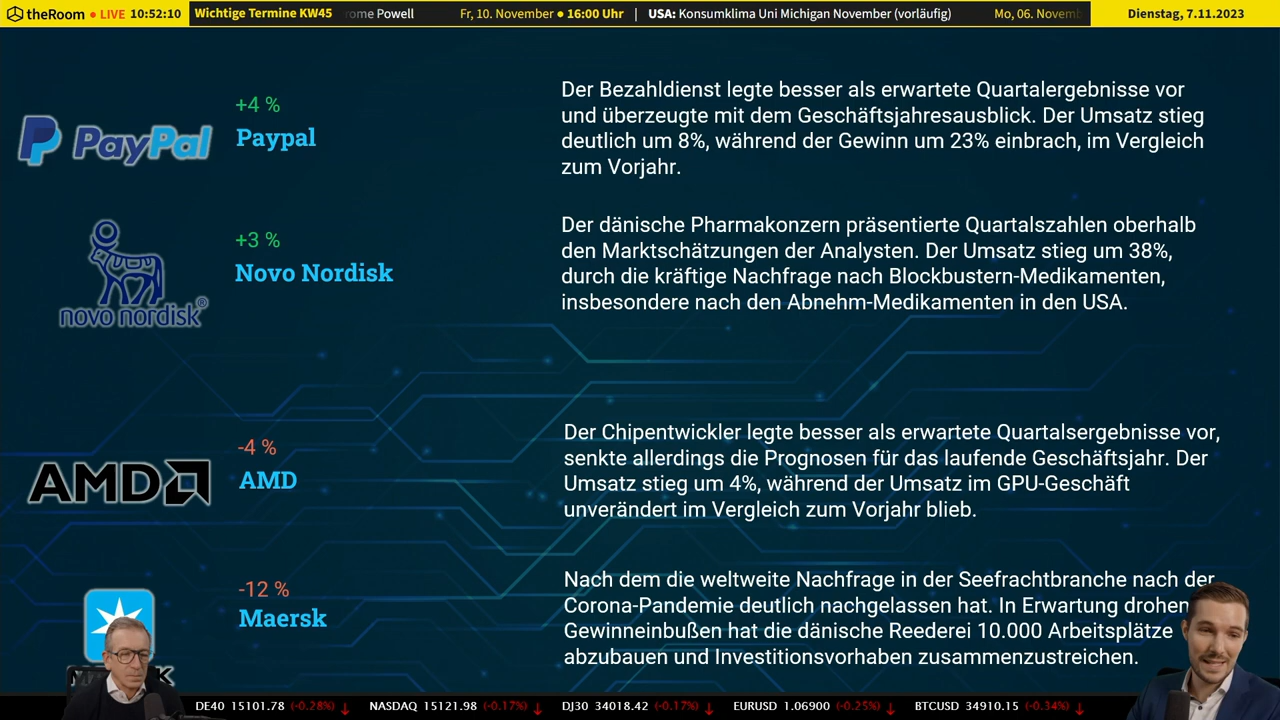 theRoom ● LIVE 10:52:10
Wichtige Termine KW45
rome Powell Fr, 10. November ● 16:00 Uhr | USA: Konsumklima Uni Michigan November (vorläufig) Mo, 06. Novem
Dienstag, 7.11.2023
PayPal
+4 %
Paypal
Der Bezahldienst legte besser als erwartete Quartalergebnisse vor
und überzeugte mit dem Geschäftsjahresausblick. Der Umsatz stieg
deutlich um 8%, während der Gewinn um 23% einbrach, im Vergleich
zum Vorjahr.
novo nordisk®
+3 %
Novo Nordisk
Der dänische Pharmakonzern präsentierte Quartalszahlen oberhalb
den Marktschätzungen der Analysten. Der Umsatz stieg um 38%,
durch die kräftige Nachfrage nach Blockbustern-Medikamenten,
insbesondere nach den Abnehm-Medikamenten in den USA.
AMD
-4 %
AMD
Der Chipentwickler legte besser als erwartete Quartalsergebnisse vor,
senkte allerdings die Prognosen für das laufende Geschäftsjahr. Der
Umsatz stieg um 4%, während der Umsatz im GPU-Geschäft
unverändert im Vergleich zum Vorjahr blieb.
-12 %
Maersk
Nach dem die weltweite Nachfrage in der Seefrachtbranche nach der
Corona-Pandemie deutlich nachgelassen hat. In Erwartung drohen
Gewinneinbußen hat die dänische Reederei 10.000 Arbeitsplätze
abzubauen und Investitionsvorhaben zusammenzustreichen.
DE40 15101.78 (-0.28%) ↓ NASDAQ 15121.98 (-0.17%) ↓ DJ30 34018.42 (-0.17%) ↓ EURUSD 1.06900 (-0.25%) ↓ BTCUSD 34910.15 (-0.34%) ↓